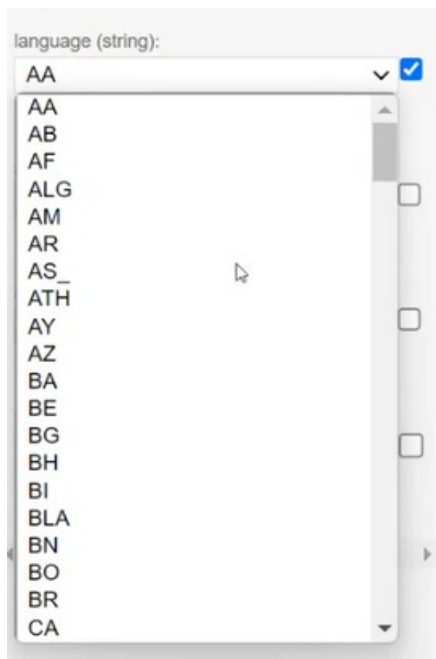 language (string):
AA
AA
AB
AF
ALG
AM
AR
AS_
ATH
AY
AZ
BA
BE
BG
BH
BI
BLA
BN
BO
BR
CA